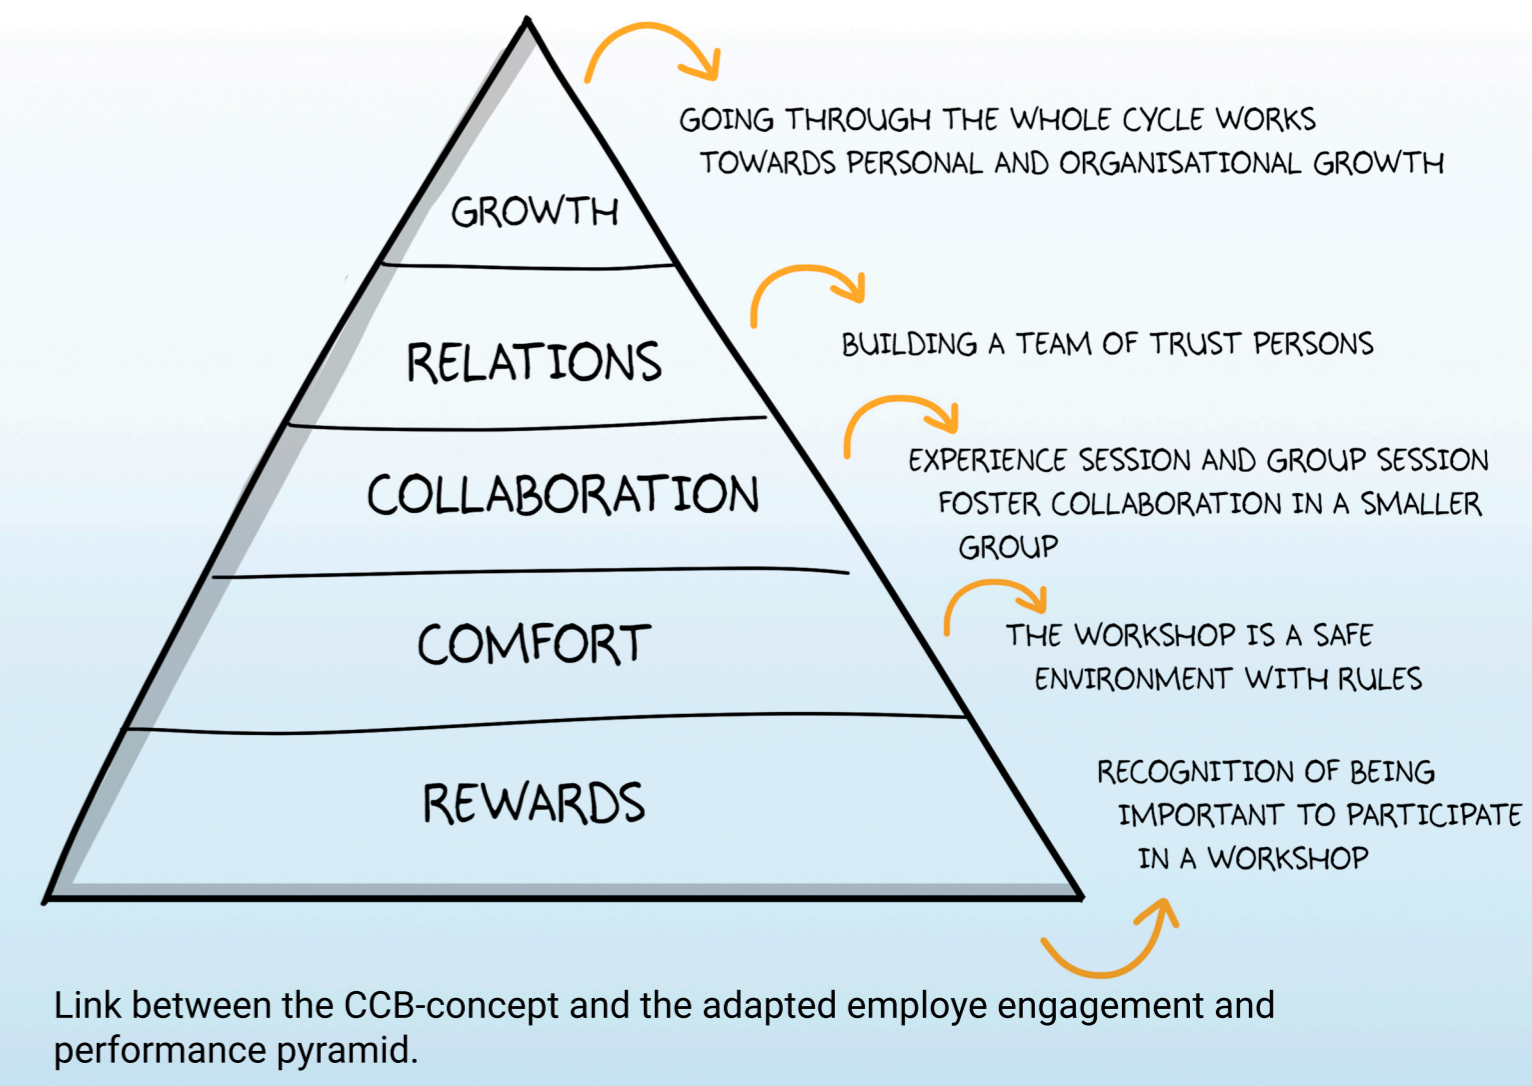 GROWTH
GOING THROUGH THE WHOLE CYCLE WORKS
TOWARDS PERSONAL AND ORGANISATIONAL GROWTH
RELATIONS
BUILDING A TEAM OF TRUST PERSONS
COLLABORATION
EXPERIENCE SESSION AND GROUP SESSION
FOSTER COLLABORATION IN A SMALLER
GROUP
COMFORT
THE WORKSHOP IS A SAFE
ENVIRONMENT WITH RULES
REWARDS
RECOGNITION OF BEING
IMPORTANT TO PARTICIPATE
IN A WORKSHOP
Link between the CCB-concept and the adapted employe engagement and
performance pyramid.